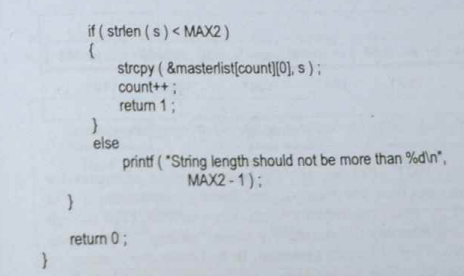 if ( strlen ( s ) < MAX2 )
{
strcpy ( &masterlist[count][0], s ) ;
count++ ;
return 1 ;
}
else
printf ( "String length should not be more than %d\n",
MAX2 - 1 ) ;
}
return 0 ;
}